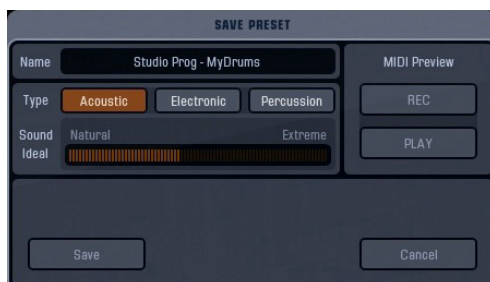 SAVE PRESET
Name Studio Prog - MyDrums
MIDI Preview
Type Acoustic Electronic Percussion
REC
Sound Ideal
Natural Extreme
PLAY
Save Cancel